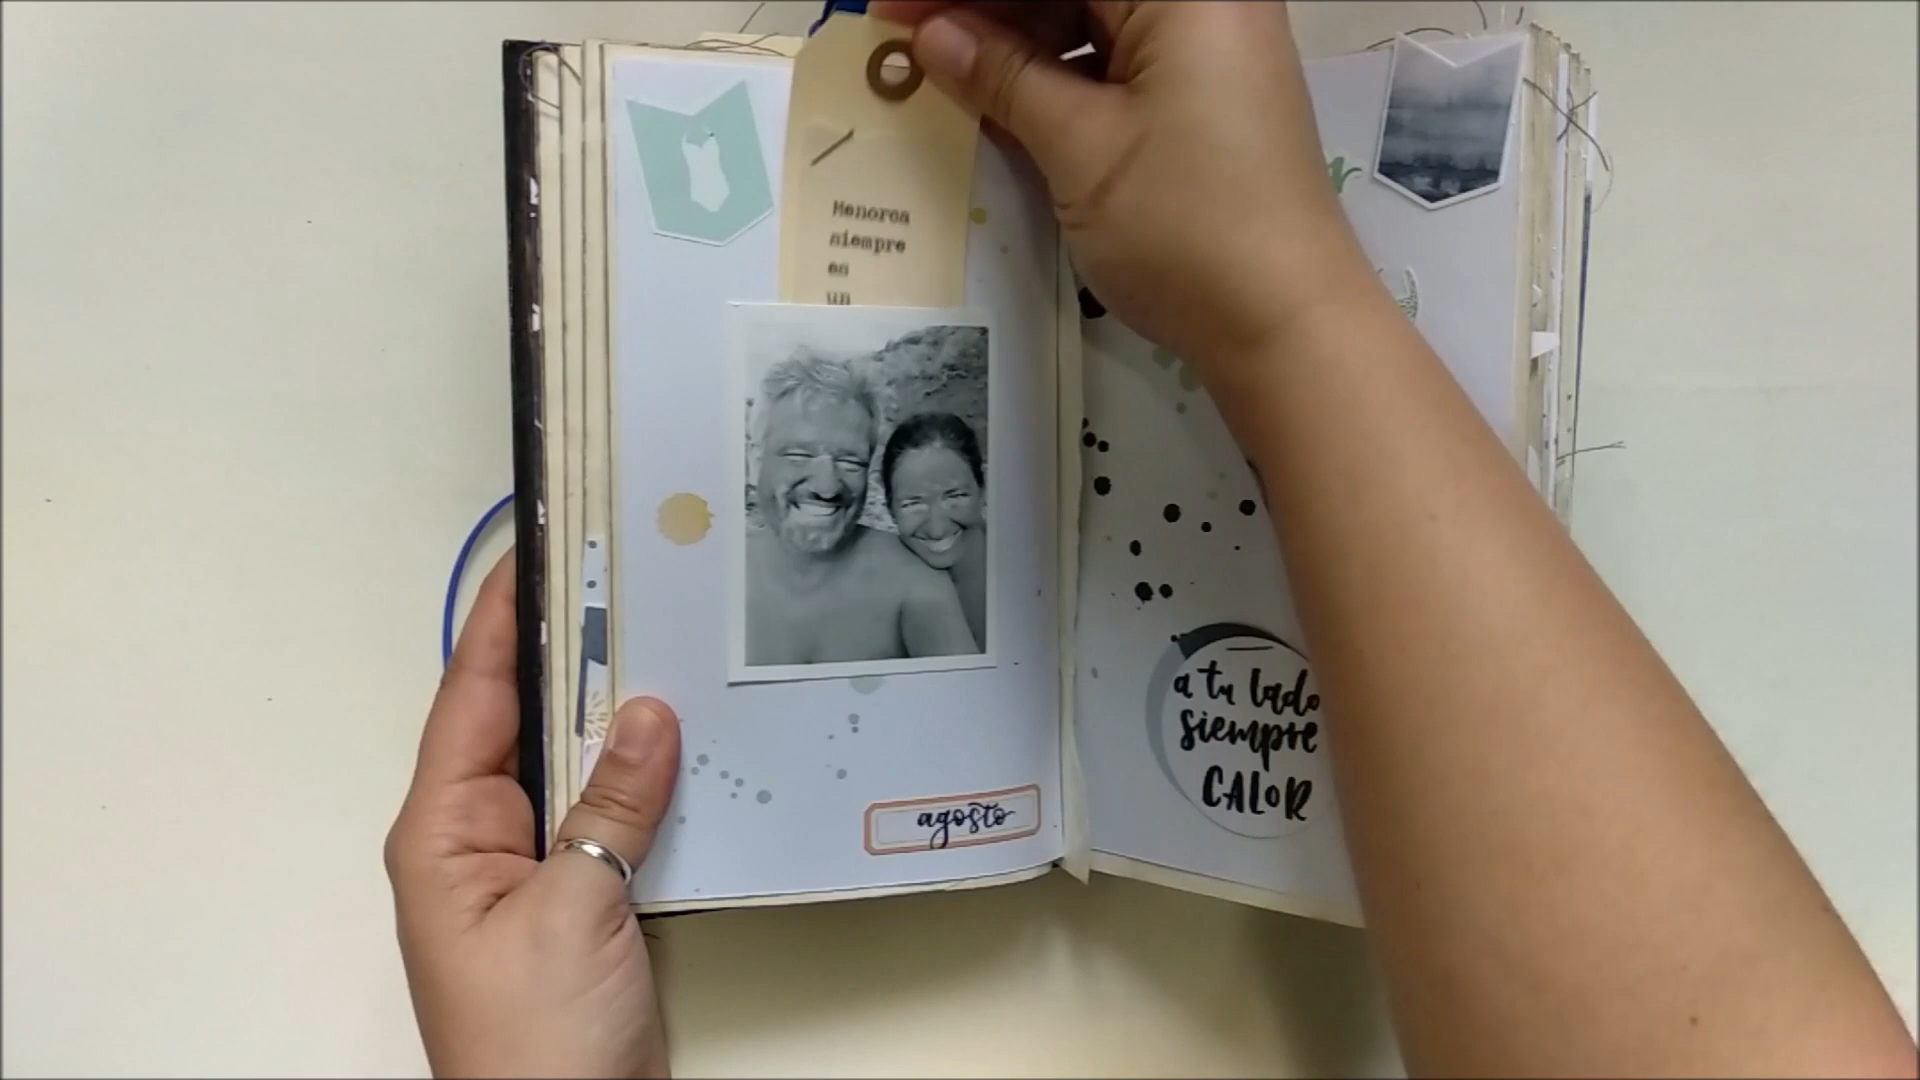 Menorca
siempre
es
un
agosto
a tu lado
siempre
CALOR